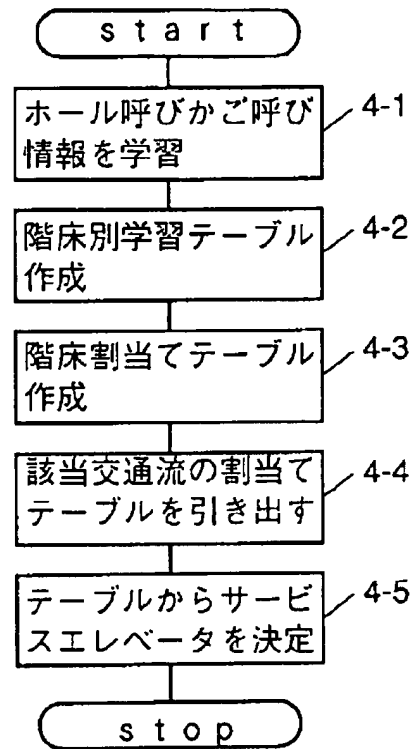 start
ホール呼びかご呼び
情報を学習
4-1
階床別学習テーブル
作成
4-2
階床割当てテーブル
作成
4-3
該当交通流の割当て
テーブルを引き出す
4-4
テーブルからサービ
スエレベータを決定
4-5
stop